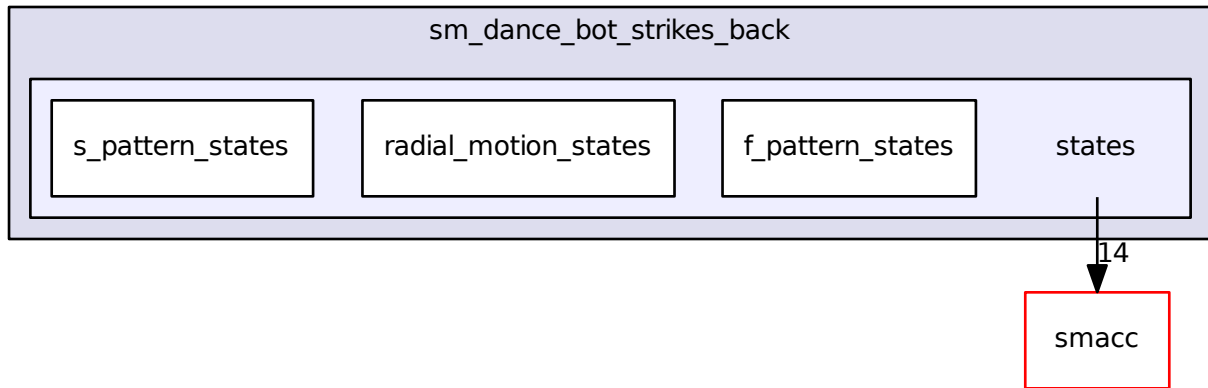 sm_dance_bot_strikes_back
s_pattern_states
radial_motion_states
f_pattern_states
states
14
smacc